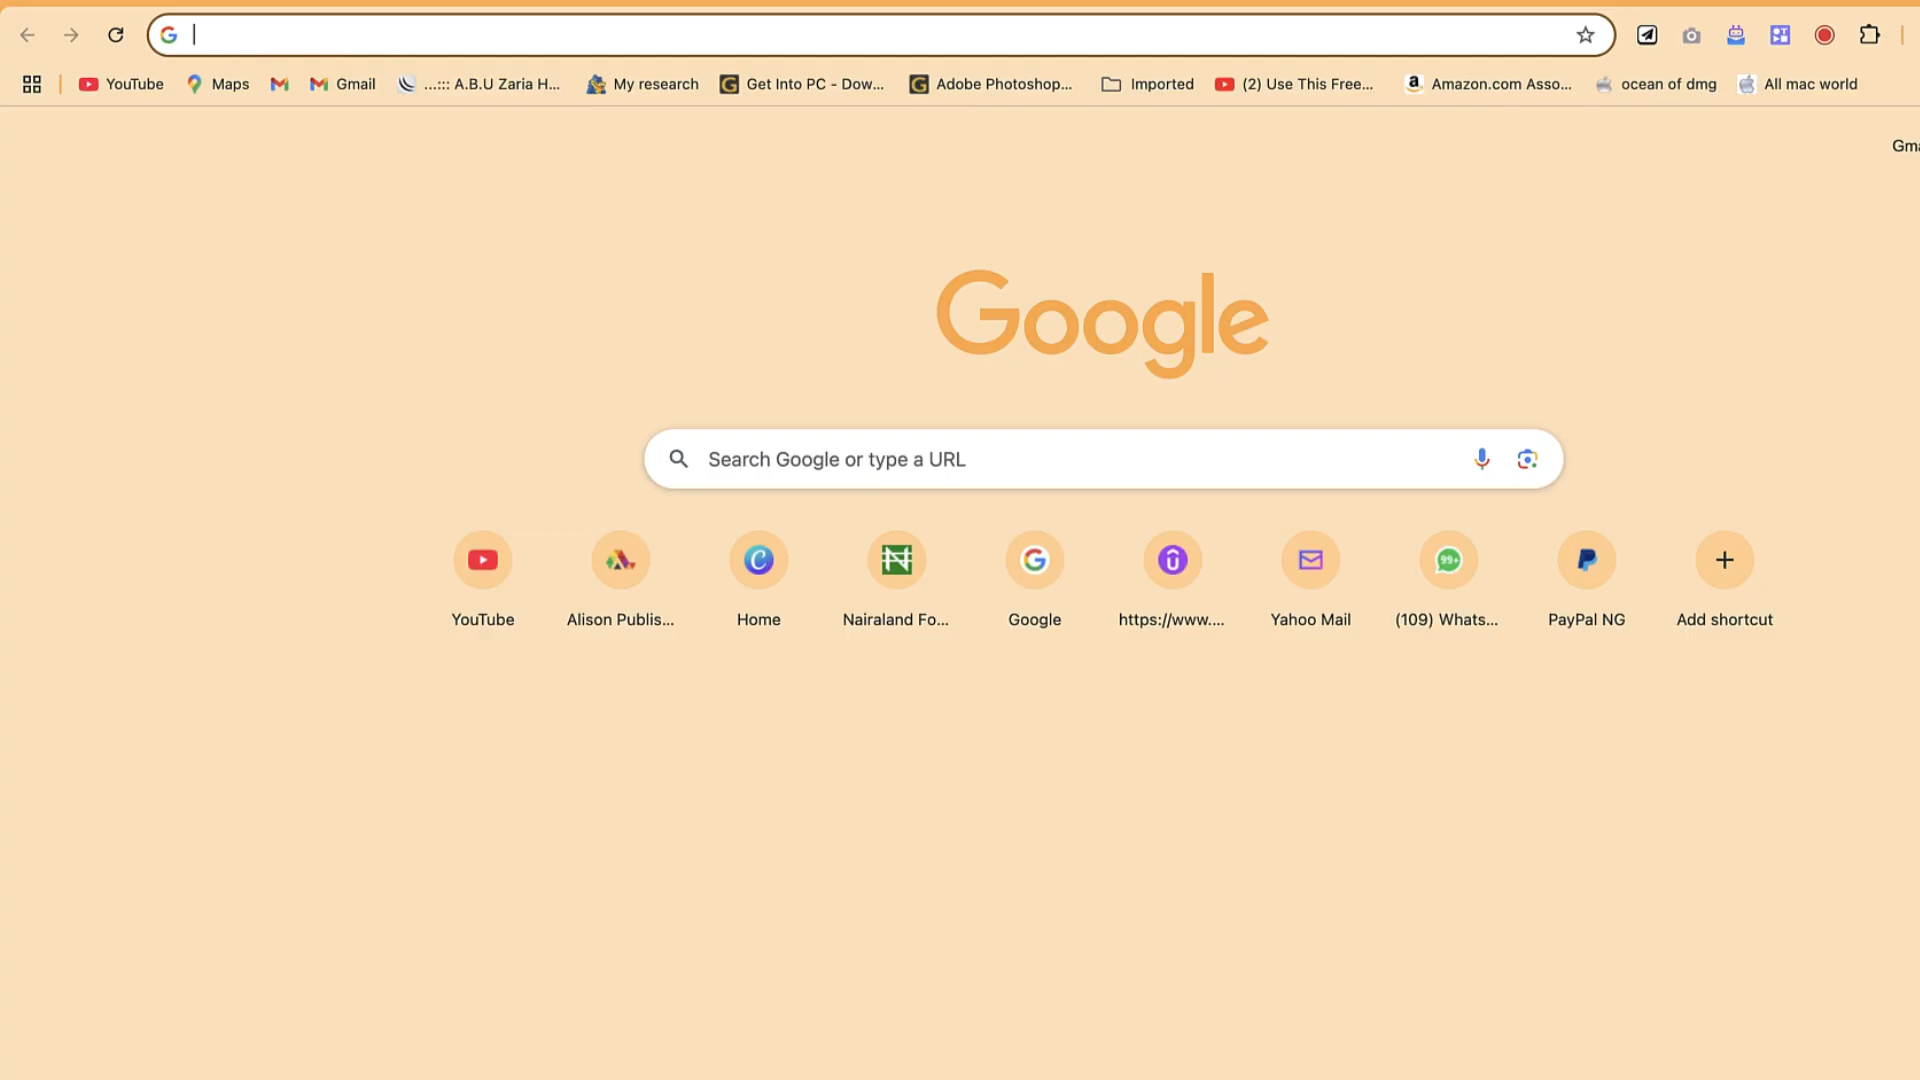 YouTube Maps Gmail ...::: A.B.U Zaria H... My research Get Into PC - Dow... Adobe Photoshop... Imported (2) Use This Free... Amazon.com Asso... ocean of dmg All mac world
Gma
Google
Search Google or type a URL
99+
YouTube Alison Publis... Home Nairaland Fo... Google https://www.... Yahoo Mail (109) Whats... PayPal NG Add shortcut